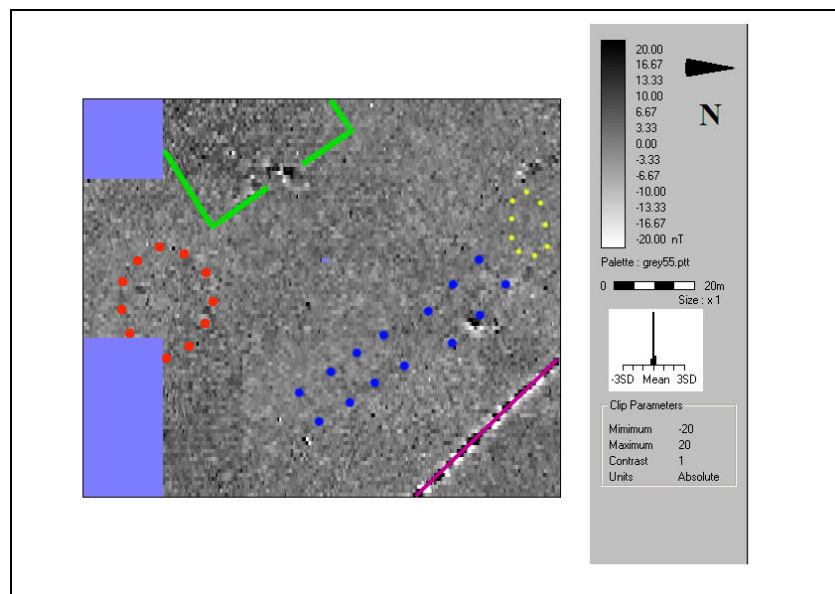 20.00
16.67
13.33
10.00
6.67
3.33
0.00
-3.33
-6.67
-10.00
-13.33
-16.67
-20.00 nT
N
Palette : grey55.ptt
0 20m
Size : x 1
-3SD Mean 3SD
Clip Parameters
Mimimum -20
Maximum 20
Contrast 1
Units Absolute